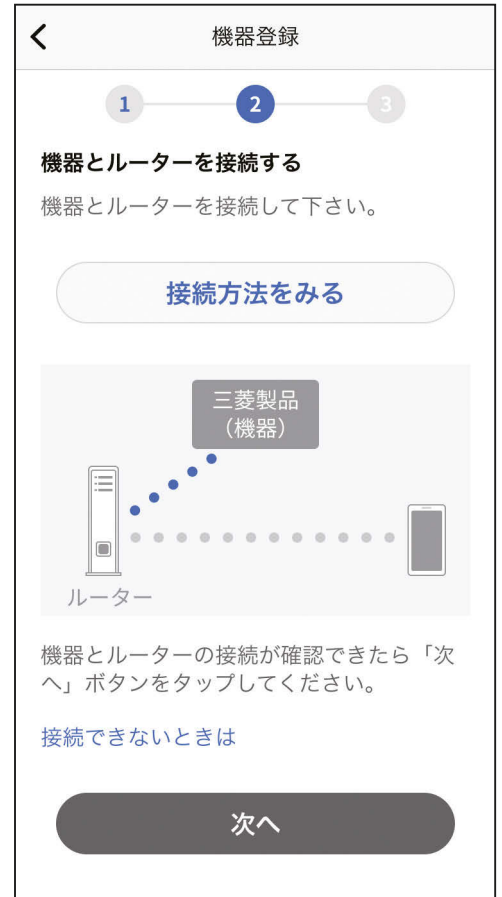 機器登録
1 2 3
機器とルーターを接続する
機器とルーターを接続して下さい。
接続方法をみる
三菱製品
（機器）
ルーター
機器とルーターの接続が確認できたら「次
へ」ボタンをタップしてください。
接続できないときは
次へ